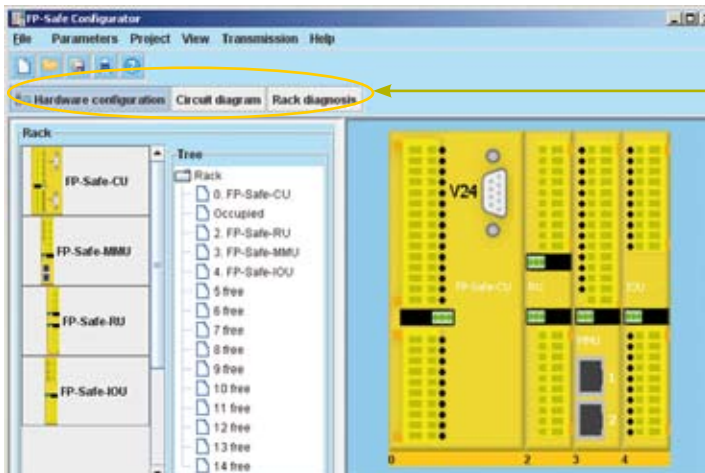 FP-Safe Configurator
File Parameters Project View Transmission Help
Hardware configuration Circuit diagram Rack diagnosis
Rack
FP-Safe-CU
FP-Safe-MMU
FP-Safe-RU
FP-Safe-IOU
Tree
Rack
0. FP-Safe-CU
Occupied
2. FP-Safe-RU
3. FP-Safe-MMU
4. FP-Safe-IOU
5 free
6 free
7 free
8 free
9 free
10 free
11 free
12 free
13 free
14 free
V24
FP-Safe-CU
RU
IOU
MMU
1
2
0 2 3 4